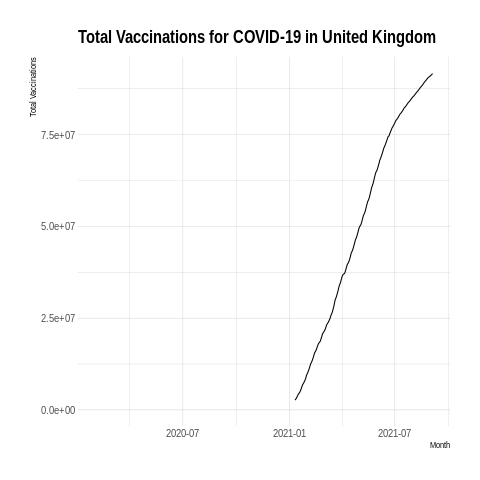 Total Vaccinations for COVID-19 in United Kingdom
Total Vaccinations
7.5e+07
5.0e+07
2.5e+07
0.0e+00
2020-07
2021-01
2021-07
Month